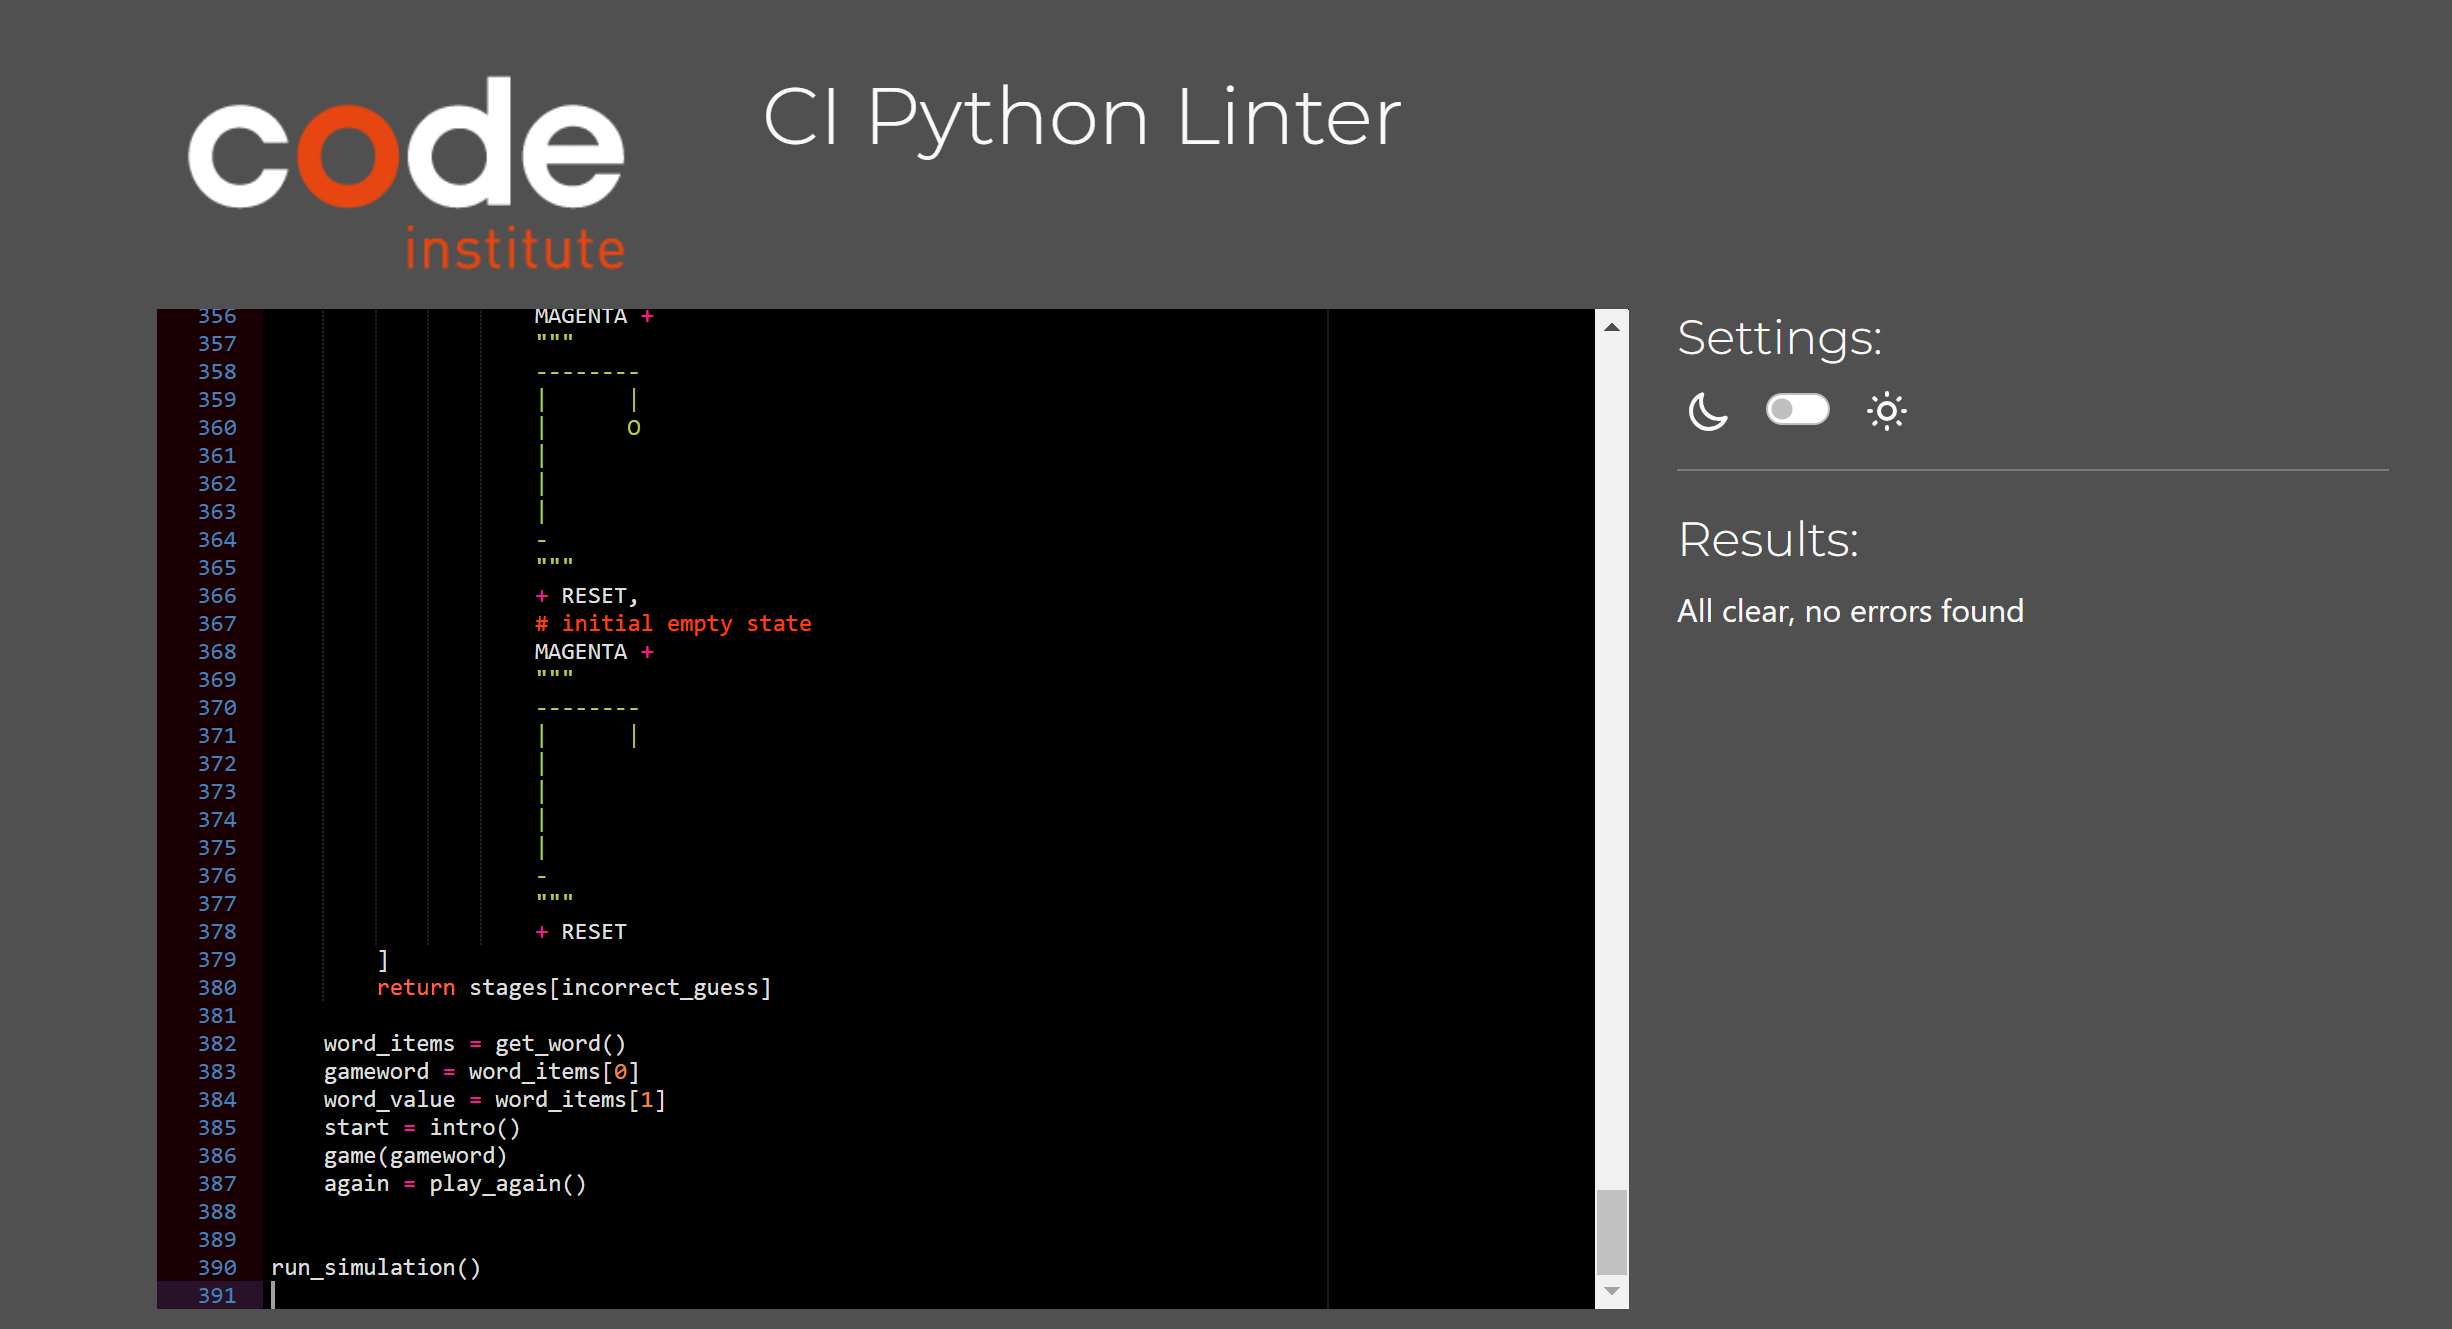 code
institute
CI Python Linter
356 MAGENTA +
357 """
358 --------
359 |      |
360 |      O
361 |
362 |
363 |
364 -
365 """
366 + RESET,
367 # initial empty state
368 MAGENTA +
369 """
370 --------
371 |      |
372 |
373 |
374 |
375 |
376 -
377 """
378 + RESET
379 ]
380 return stages[incorrect_guess]
381
382 word_items = get_word()
383 gameword = word_items[0]
384 word_value = word_items[1]
385 start = intro()
386 game(gameword)
387 again = play_again()
388
389
390 run_simulation()
391
Settings:
Results:
All clear, no errors found